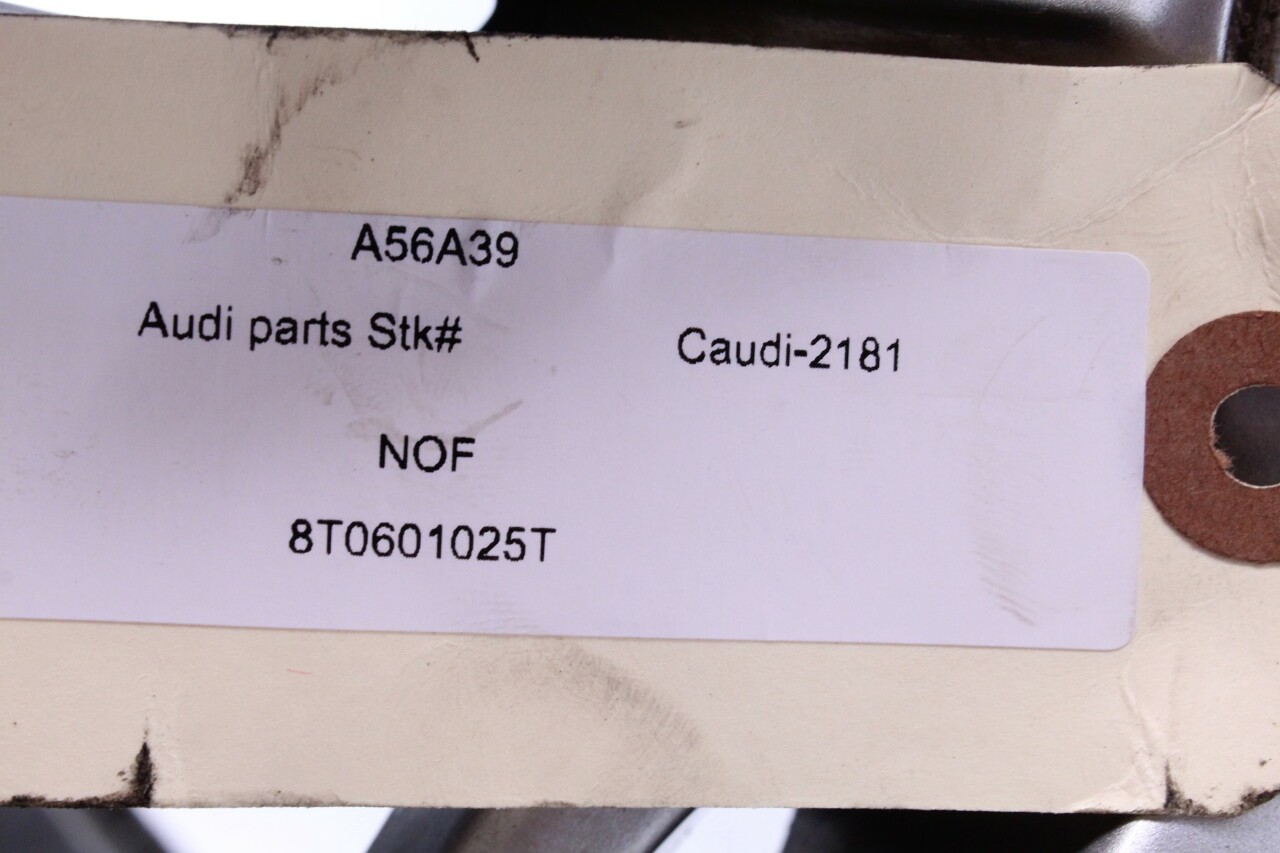 A56A39
Audi parts Stk# Caudi-2181
NOF
8T0601025T